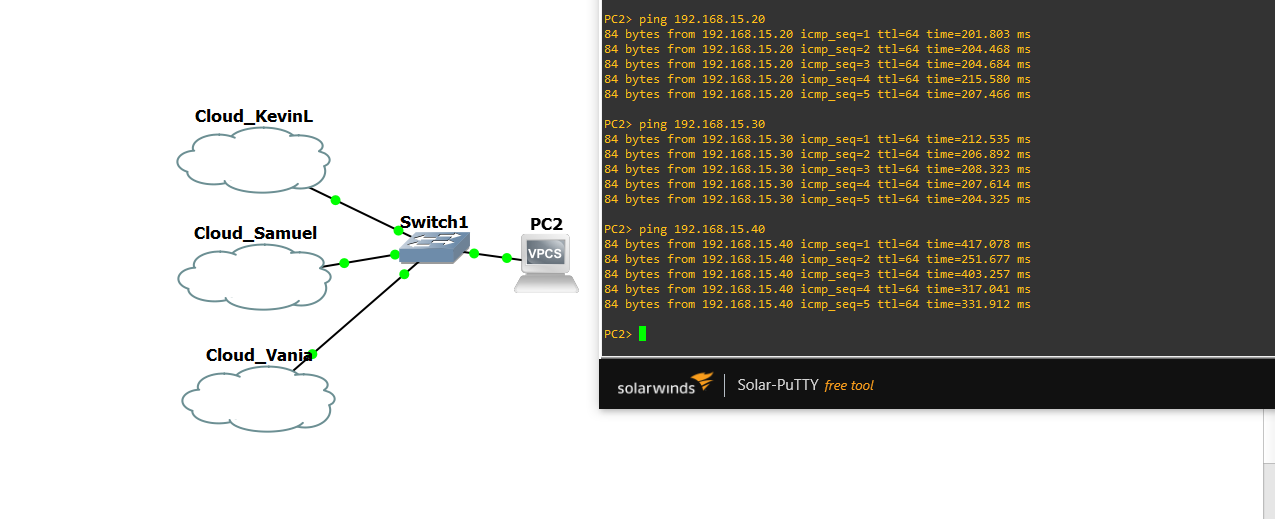 Cloud_KevinL
Cloud_Samuel
Cloud_Vania
Switch1
PC2
VPCS
PC2> ping 192.168.15.20
84 bytes from 192.168.15.20 icmp_seq=1 ttl=64 time=201.803 ms
84 bytes from 192.168.15.20 icmp_seq=2 ttl=64 time=204.468 ms
84 bytes from 192.168.15.20 icmp_seq=3 ttl=64 time=204.684 ms
84 bytes from 192.168.15.20 icmp_seq=4 ttl=64 time=215.580 ms
84 bytes from 192.168.15.20 icmp_seq=5 ttl=64 time=207.466 ms
PC2> ping 192.168.15.30
84 bytes from 192.168.15.30 icmp_seq=1 ttl=64 time=212.535 ms
84 bytes from 192.168.15.30 icmp_seq=2 ttl=64 time=206.892 ms
84 bytes from 192.168.15.30 icmp_seq=3 ttl=64 time=208.323 ms
84 bytes from 192.168.15.30 icmp_seq=4 ttl=64 time=207.614 ms
84 bytes from 192.168.15.30 icmp_seq=5 ttl=64 time=204.325 ms
PC2> ping 192.168.15.40
84 bytes from 192.168.15.40 icmp_seq=1 ttl=64 time=417.078 ms
84 bytes from 192.168.15.40 icmp_seq=2 ttl=64 time=251.677 ms
84 bytes from 192.168.15.40 icmp_seq=3 ttl=64 time=403.257 ms
84 bytes from 192.168.15.40 icmp_seq=4 ttl=64 time=317.041 ms
84 bytes from 192.168.15.40 icmp_seq=5 ttl=64 time=331.912 ms
PC2>
solarwinds Solar-PuTTY free tool